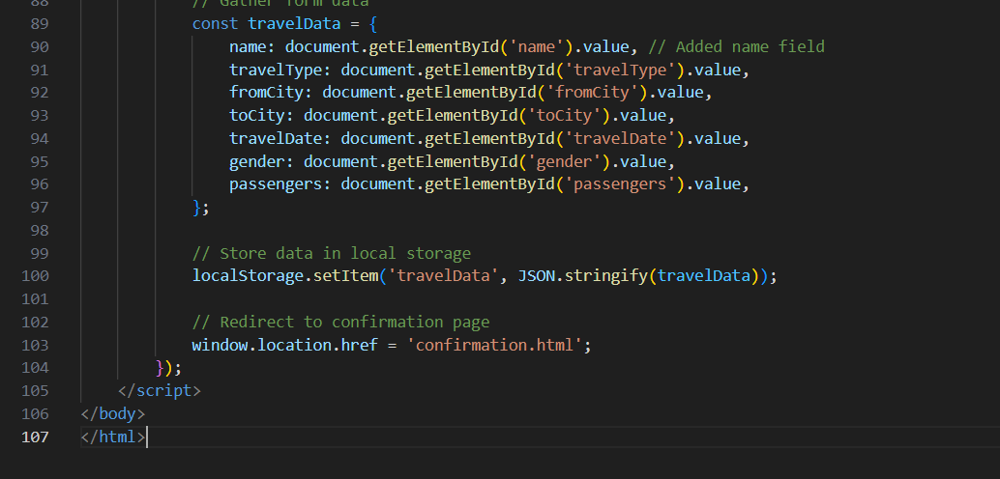 88 // Gather form data
89 const travelData = {
90 name: document.getElementById('name').value, // Added name field
91 travelType: document.getElementById('travelType').value,
92 fromCity: document.getElementById('fromCity').value,
93 toCity: document.getElementById('toCity').value,
94 travelDate: document.getElementById('travelDate').value,
95 gender: document.getElementById('gender').value,
96 passengers: document.getElementById('passengers').value,
97 };
98
99 // Store data in local storage
100 localStorage.setItem('travelData', JSON.stringify(travelData));
101
102 // Redirect to confirmation page
103 window.location.href = 'confirmation.html';
104 });
105 </script>
106 </body>
107 </html>